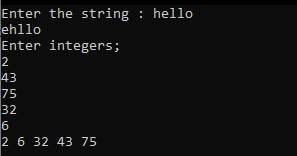 Enter the string : hello
ehllo
Enter integers;
2
43
75
32
6
2 6 32 43 75